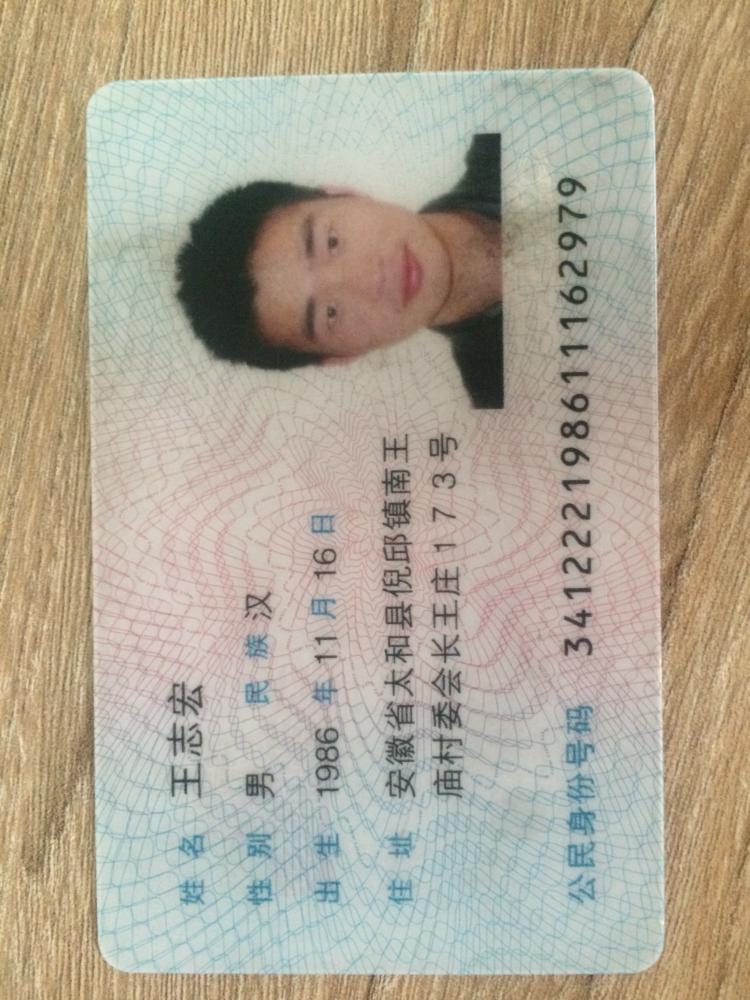 姓名 王志宏
性别 男 民族 汉
出生 1986 年 11 月 16 日
住址 安徽省太和县倪邱镇南王
庙村委会长王庄173号
公民身份号码 341222198611162979